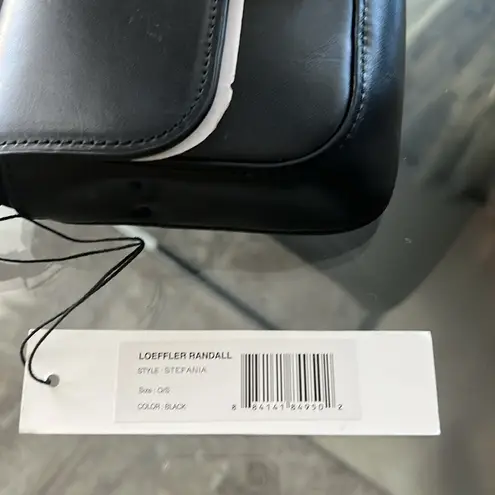 LOEFFLER RANDALL
STYLE : STEFANIA
Size : O/S
COLOR : BLACK
8 84141 84950 2